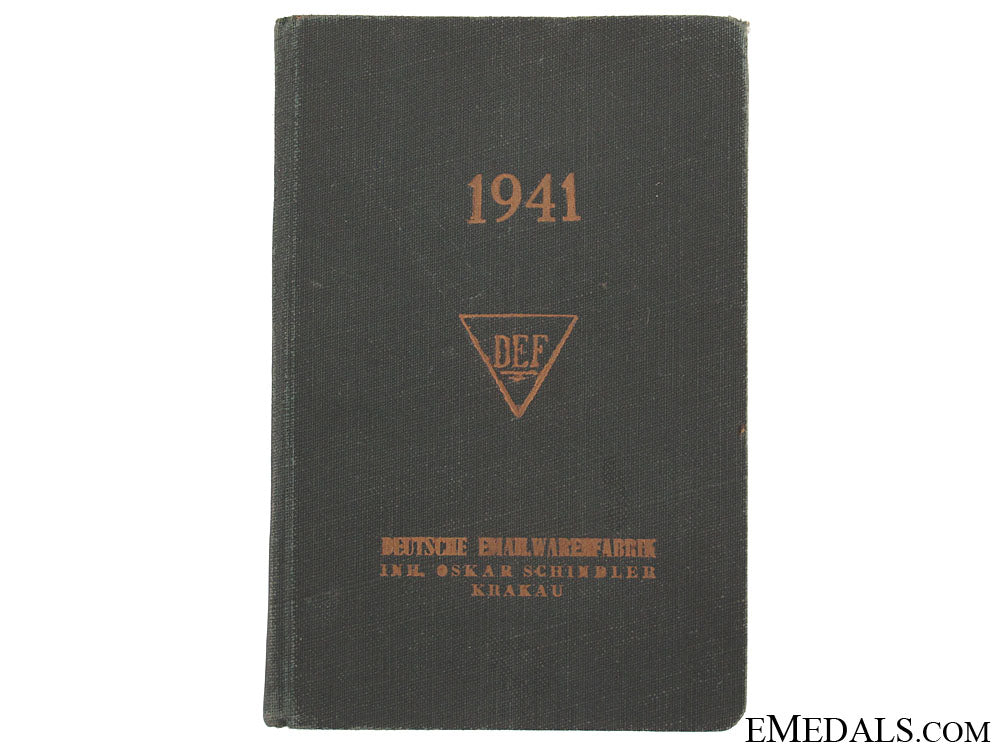 1941
DEF
DEUTSCHE EMAILWARENFABRIK
INH. OSKAR SCHINDLER
KRAKAU
EMEDALS.COM